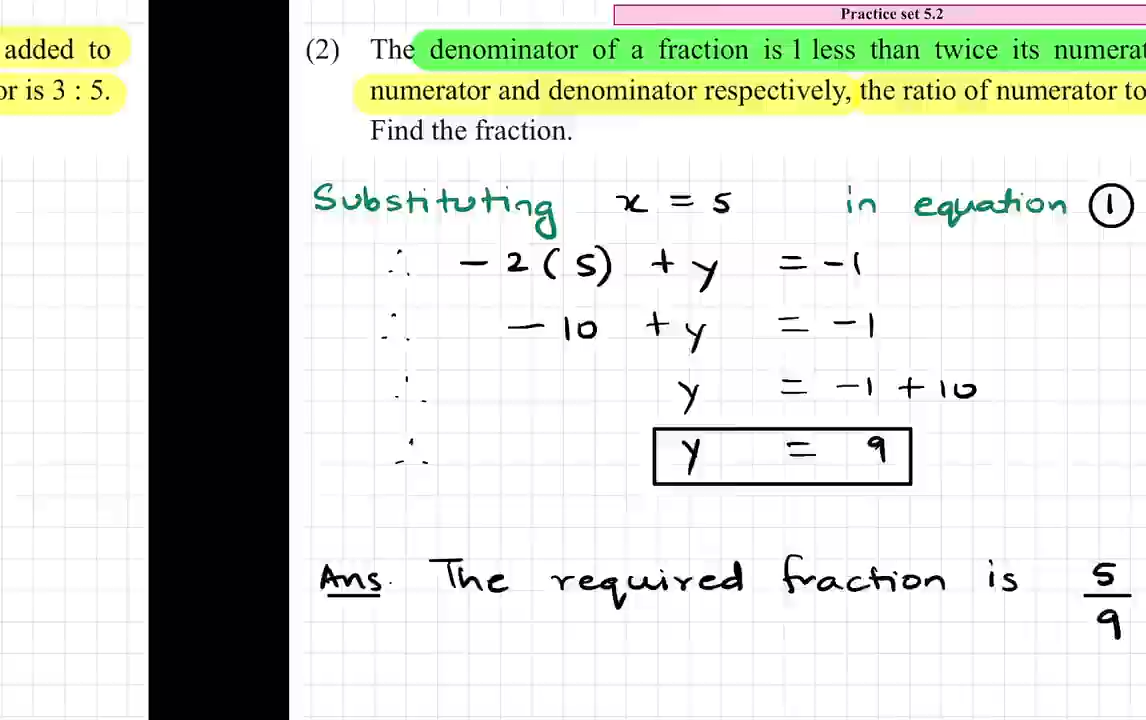 Practice set 5.2
added to
or is 3 : 5.
(2) The denominator of a fraction is 1 less than twice its
numerator and denominator respectively, the ratio of numerator to
Find the fraction.
Substituting x = 5 in equation ①
∴ - 2 ( 5 ) + y = - 1
∴ - 10 + y = - 1
∴ y = - 1 + 10
∴ y = 9
Ans. The required fraction is 5/9